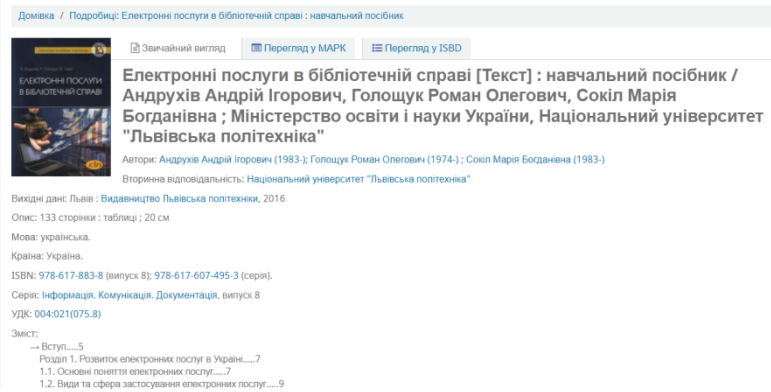 Домівка / Подробиці: Електронні послуги в бібліотечній справі : навчальний посібник
ЕЛЕКТРОННІ ПОСЛУГИ
В БІБЛІОТЕЧНІЙ СПРАВІ
Звичайний вигляд Перегляд у МАРК Перегляд у ISBD
Електронні послуги в бібліотечній справі [Текст] : навчальний посібник /
Андрухів Андрій Ігорович, Голощук Роман Олегович, Сокіл Марія
Богданівна ; Міністерство освіти і науки України, Національний університет
"Львівська політехніка"
Автори: Андрухів Андрій Ігорович (1983-); Голощук Роман Олегович (1974-) ; Сокіл Марія Богданівна (1983-)
Вторинна відповідальність: Національний університет "Львівська політехніка"
Вихідні дані: Львів : Видавництво Львівська політехніки, 2016
Опис: 133 сторінки : таблиці ; 20 см
Мова: українська.
Країна: Україна.
ISBN: 978-617-883-8 (випуск 8); 978-617-607-495-3 (серія).
Серія: Інформація. Комунікація. Документація, випуск 8
УДК: 004:021(075.8)
Зміст:
→ Вступ.....5
Розділ 1. Розвиток електронних послуг в Україні.....7
1.1. Основні поняття електронних послуг.....7
1.2. Види та сфера застосування електронних послуг.....9